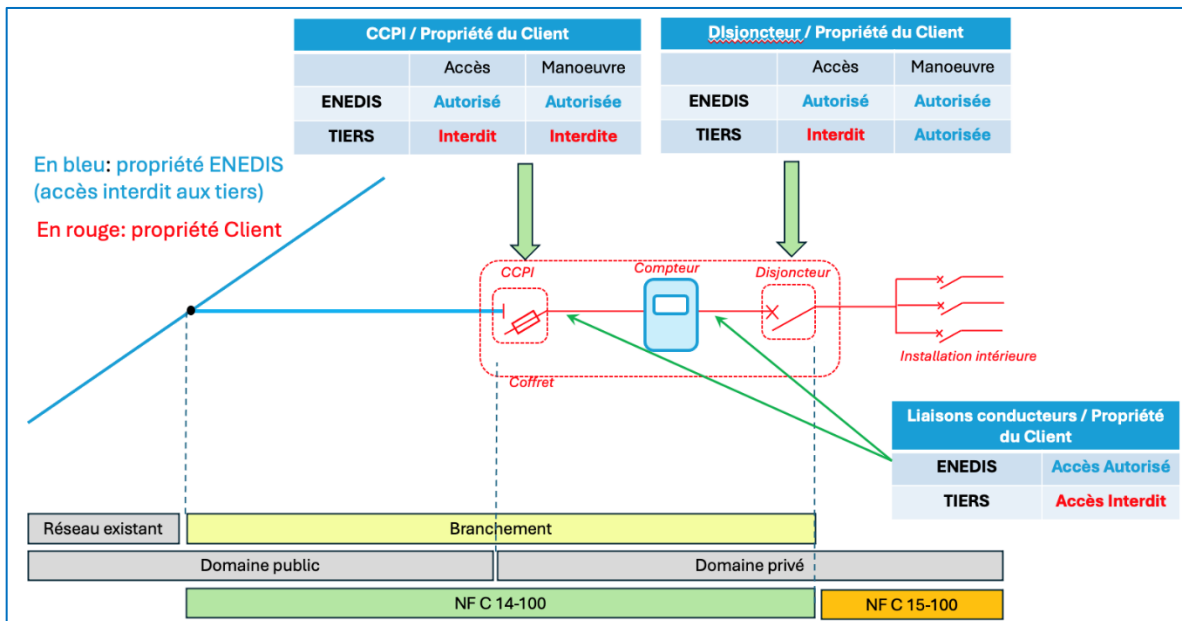 CCPI / Propriété du Client
Accès Manoeuvre
ENEDIS Autorisé Autorisée
TIERS Interdit Interdite
DIsjoncteur / Propriété du Client
Accès Manoeuvre
ENEDIS Autorisé Autorisée
TIERS Interdit Autorisée
En bleu: propriété ENEDIS
(accès interdit aux tiers)
En rouge: propriété Client
CCPI
Compteur
Disjoncteur
Coffret
Installation intérieure
Liaisons conducteurs / Propriété
du Client
ENEDIS Accès Autorisé
TIERS Accès Interdit
Réseau existant
Branchement
Domaine public
Domaine privé
NF C 14-100
NF C 15-100